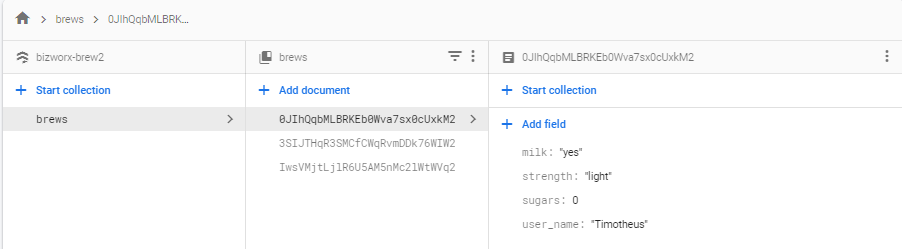 brews
0JIhQqbMLBRK...
bizworx-brew2
Start collection
brews
brews
Add document
0JIhQqbMLBRKEb0Wva7sx0cUxkM2
3SIJTHqR3SMCfCWqRvmDDk76WIW2
IwsVMjtLjlR6U5AM5nMc2lWtWVq2
0JIhQqbMLBRKEb0Wva7sx0cUxkM2
Start collection
Add field
milk: "yes"
strength: "light"
sugars: 0
user_name: "Timotheus"